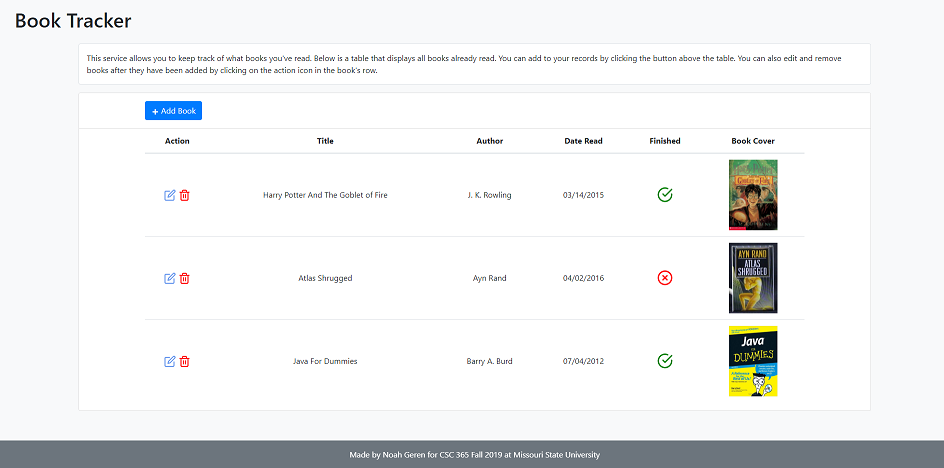 Book Tracker
This service allows you to keep track of what books you've read. Below is a table that displays all books already read. You can add to your records by clicking the button above the table. You can also edit and remove
books after they have been added by clicking on the action icon in the book's row.
+ Add Book
Action Title Author Date Read Finished Book Cover
Harry Potter And The Goblet of Fire J. K. Rowling 03/14/2015
Goblet of Fire
Atlas Shrugged Ayn Rand 04/02/2016
AYN RAND
ATLAS
SHRUGGED
Java For Dummies Barry A. Burd 07/04/2012
Java
DUMMIES
Made by Noah Geren for CSC 365 Fall 2019 at Missouri State University